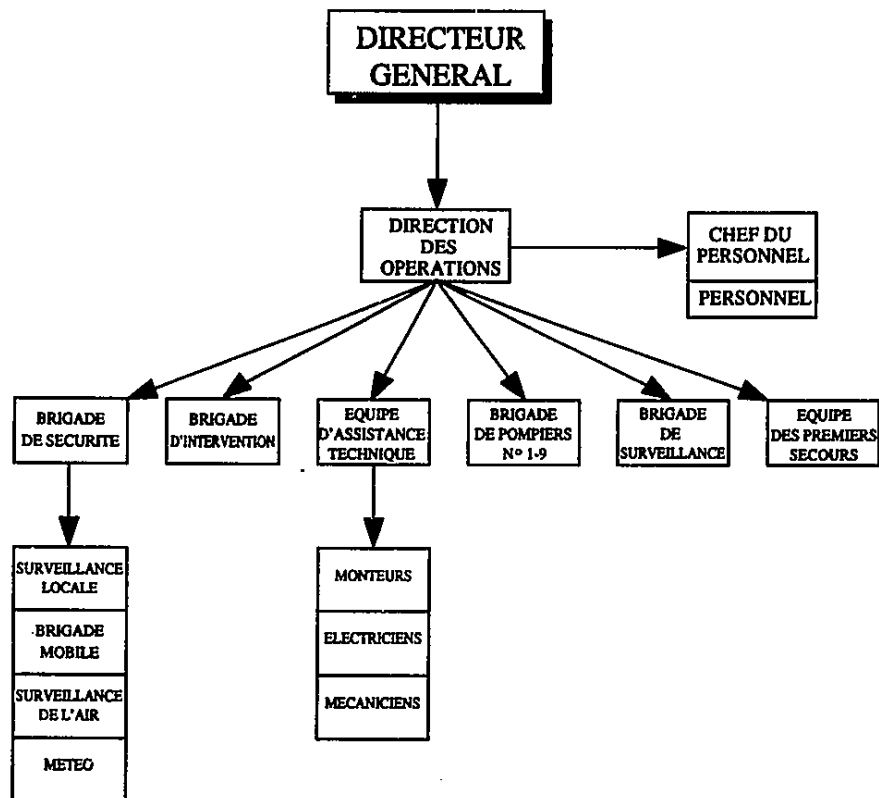 DIRECTEUR
GENERAL
DIRECTION
DES
OPERATIONS
CHEF DU
PERSONNEL
PERSONNEL
BRIGADE
DE SECURITE
BRIGADE
D'INTERVENTION
EQUIPE
D'ASSISTANCE
TECHNIQUE
BRIGADE
DE POMPIERS
Nº 1-9
BRIGADE
DE
SURVEILLANCE
EQUIPE
DES PREMIERS
SECOURS
SURVEILLANCE
LOCALE
BRIGADE
MOBILE
SURVEILLANCE
DE L'AIR
METEO
MONTEURS
ELECTRICIENS
MECANICIENS